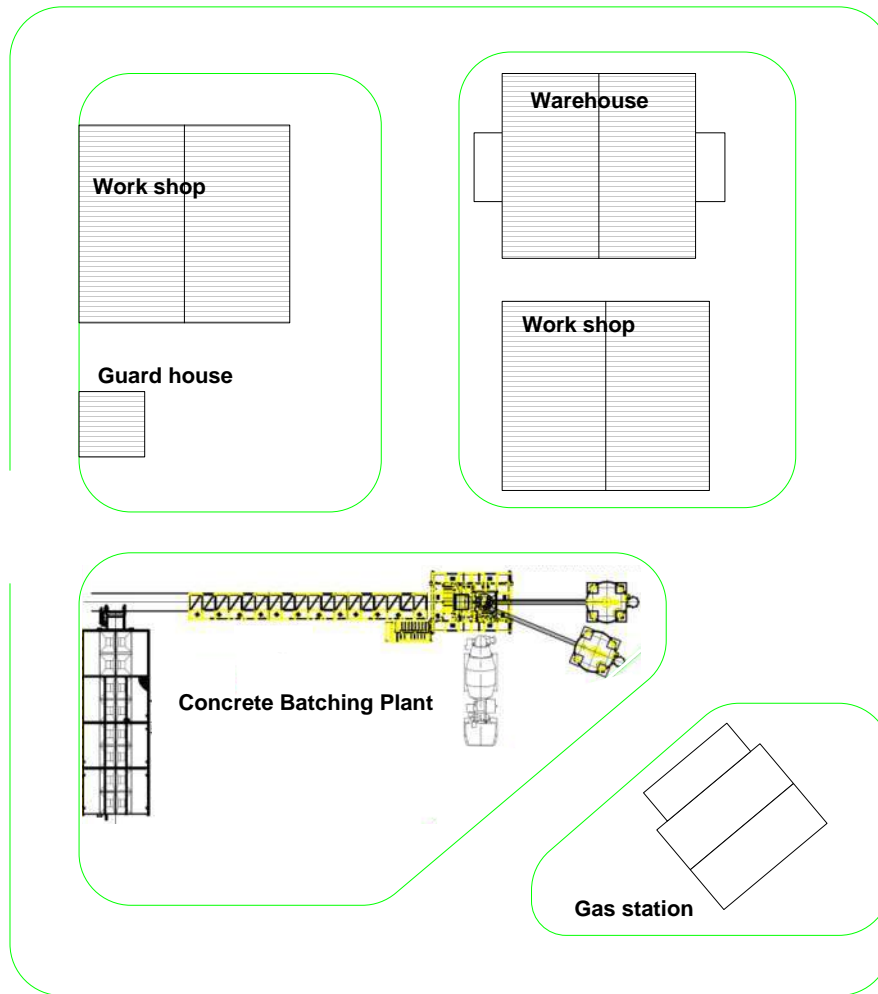 Warehouse
Work shop
Work shop
Guard house
Concrete Batching Plant
Gas station